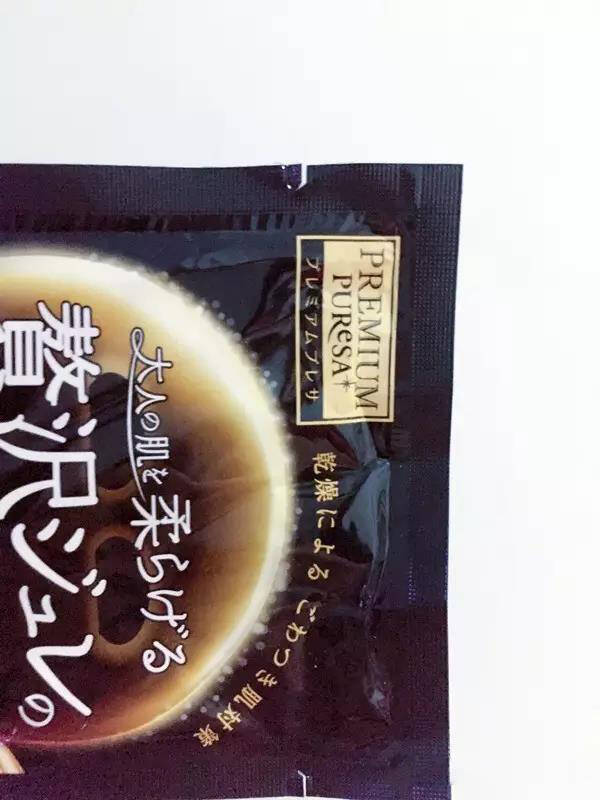 PREMIUM
PURESA
プレミアムプレサ
乾燥によるごわつき肌対策
大人の肌を柔らげる
贅沢ジュレの